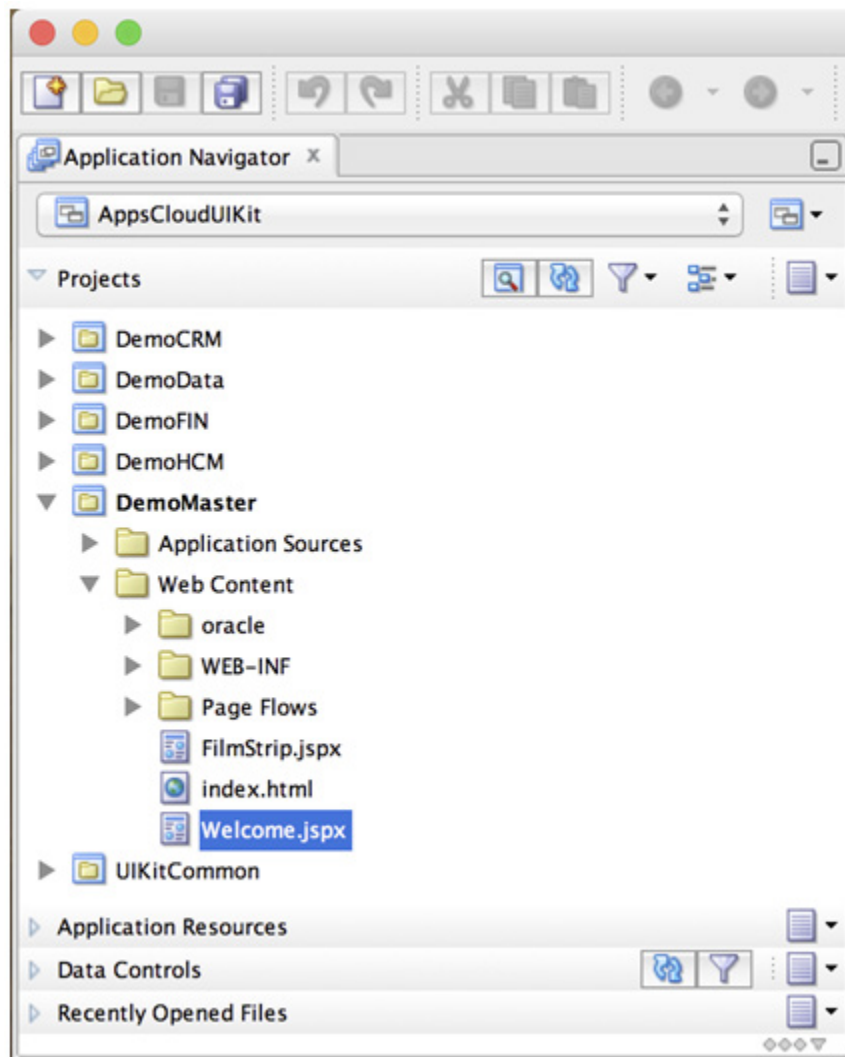 Application Navigator x
AppsCloudUIKit
Projects
DemoCRM
DemoData
DemoFIN
DemoHCM
DemoMaster
Application Sources
Web Content
oracle
WEB-INF
Page Flows
FilmStrip.jspx
index.html
Welcome.jspx
UIKitCommon
Application Resources
Data Controls
Recently Opened Files